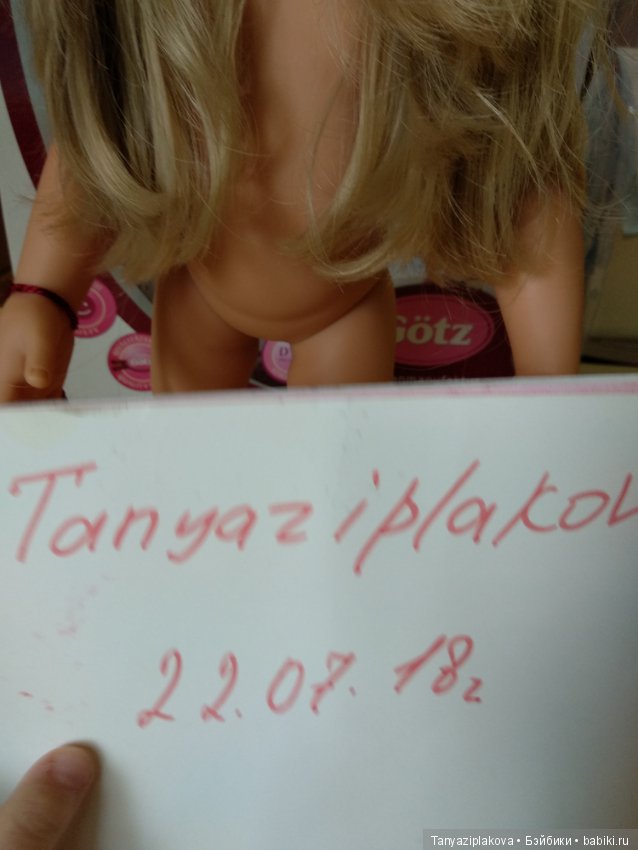 Götz
Tanyaziplakov
22.07.18г
Tanyaziplakova • Бэйбики • babiki.ru